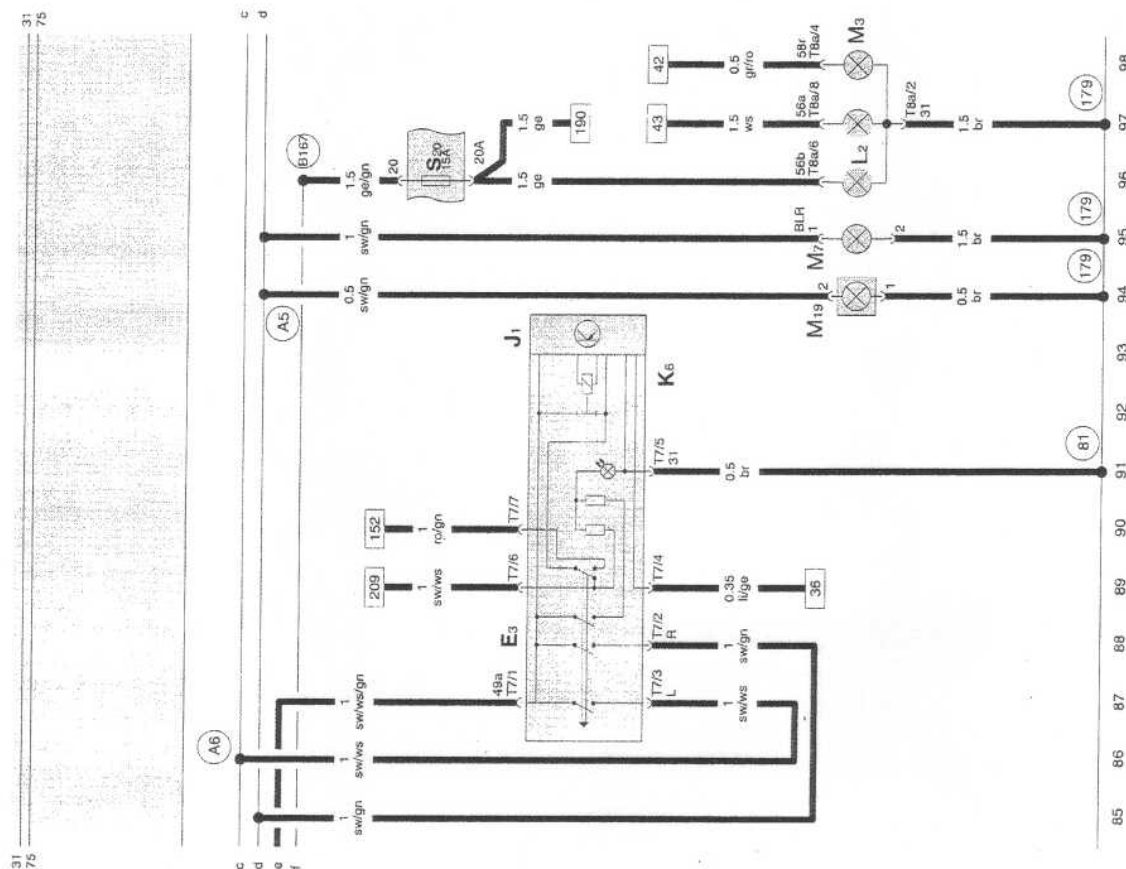 31 31
75 75
c c
d d
e
f
A6
A5
B167
1
sw/gn
1
sw/ws
1
sw/ws/gn
209
1
sw/ws
152
1
ro/gn
0.5
sw/gn
1
sw/gn
1.5
ge/gn
20
S20
15A
20A
1.5
ge
1.5
ge
190
49a
T7/1
E3
T7/6
T7/7
J1
K6
T7/3
L
T7/2
R
T7/4
T7/5
31
1
sw/ws
1
sw/gn
0.35
li/ge
36
0.5
br
43
1.5
ws
42
0.5
gr/ro
M19
2
1
M7
BLR
1
2
56b
T8a/6
56a
T8a/8
58r
T8a/4
L2
M3
T8a/2
31
0.5
br
1.5
br
1.5
br
81
179
179
179
85 86 87 88 89 90 91 92 93 94 95 96 97 98